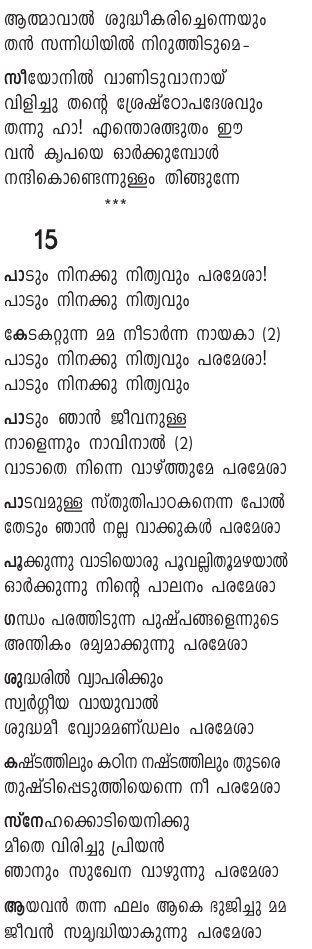 ആത്മാവാൽ ശുദ്ധീകരിച്ചെന്നെയും
തൻ സന്നിധിയിൽ നിറുത്തിടുമെ-
സീയോനിൽ വാണിടുവാനായ്
വിളിച്ചു തന്റെ ശ്രേഷ്ഠോപദേശവും
തന്നു ഹാ! എന്തൊരത്ഭുതം ഈ
വൻ കൃപയെ ഓർക്കുമ്പോൾ
നന്ദികൊണ്ടെന്നുള്ളം തിങ്ങുന്നേ
***
15
പാടും നിനക്കു നിത്യവും പരമേശാ!
പാടും നിനക്കു നിത്യവും
കേടകറ്റുന്ന മമ നീടാർന്ന നായകാ (2)
പാടും നിനക്കു നിത്യവും പരമേശാ!
പാടും നിനക്കു നിത്യവും
പാടും ഞാൻ ജീവനുള്ള
നാളെന്നും നാവിനാൽ (2)
വാടാതെ നിന്നെ വാഴ്ത്തുമേ പരമേശാ
പാടവമുള്ള സ്തുതിപാഠകനെന്ന പോൽ
തേടും ഞാൻ നല്ല വാക്കുകൾ പരമേശാ
പൂക്കുന്നു വാടിയൊരു പൂവല്ലിതൂമഴയാൽ
ഓർക്കുന്നു നിന്റെ പാലനം പരമേശാ
ഗന്ധം പരത്തിടുന്ന പുഷ്പങ്ങളെന്നുടെ
അന്തികം രമ്യമാക്കുന്നു പരമേശാ
ശുദ്ധരിൽ വ്യാപരിക്കും
സ്വർഗ്ഗീയ വായുവാൽ
ശുദ്ധമീ വ്യോമമണ്ഡലം പരമേശാ
കഷ്ടത്തിലും കഠിന നഷ്ടത്തിലും തുടരെ
തുഷ്ടിപ്പെടുത്തിയെന്നെ നീ പരമേശാ
സ്നേഹക്കൊടിയെനിക്കു
മീതെ വിരിച്ചു പ്രിയൻ
ഞാനും സുഖേന വാഴുന്നു പരമേശാ
ആയവൻ തന്ന ഫലം ആകെ ഭുജിച്ചു മമ
ജീവൻ സമൃദ്ധിയാകുന്നു പരമേശാ